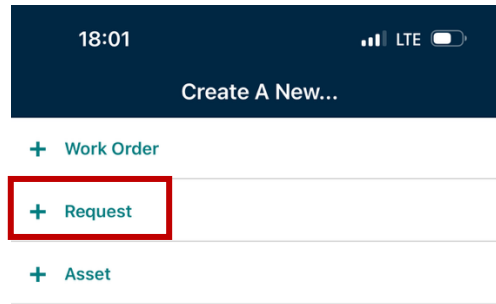 18:01 LTE
Create A New...
+ Work Order
+ Request
+ Asset